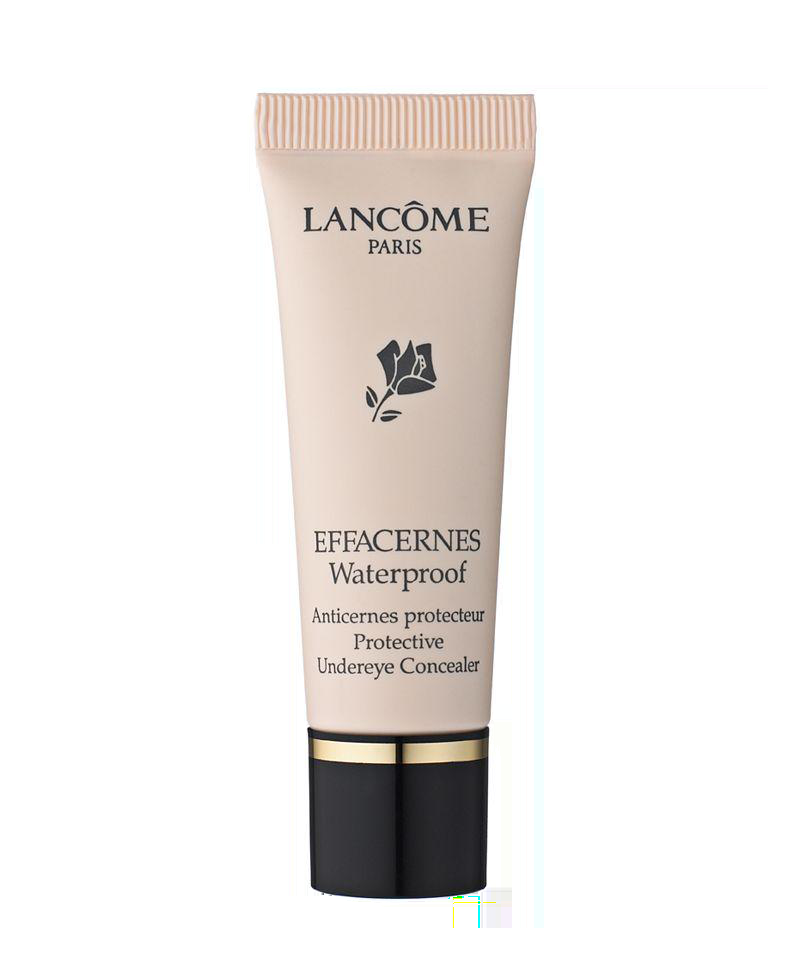 LANCÔME
PARIS
EFFACERNES
Waterproof
Anticernes protecteur
Protective
Undereye Concealer